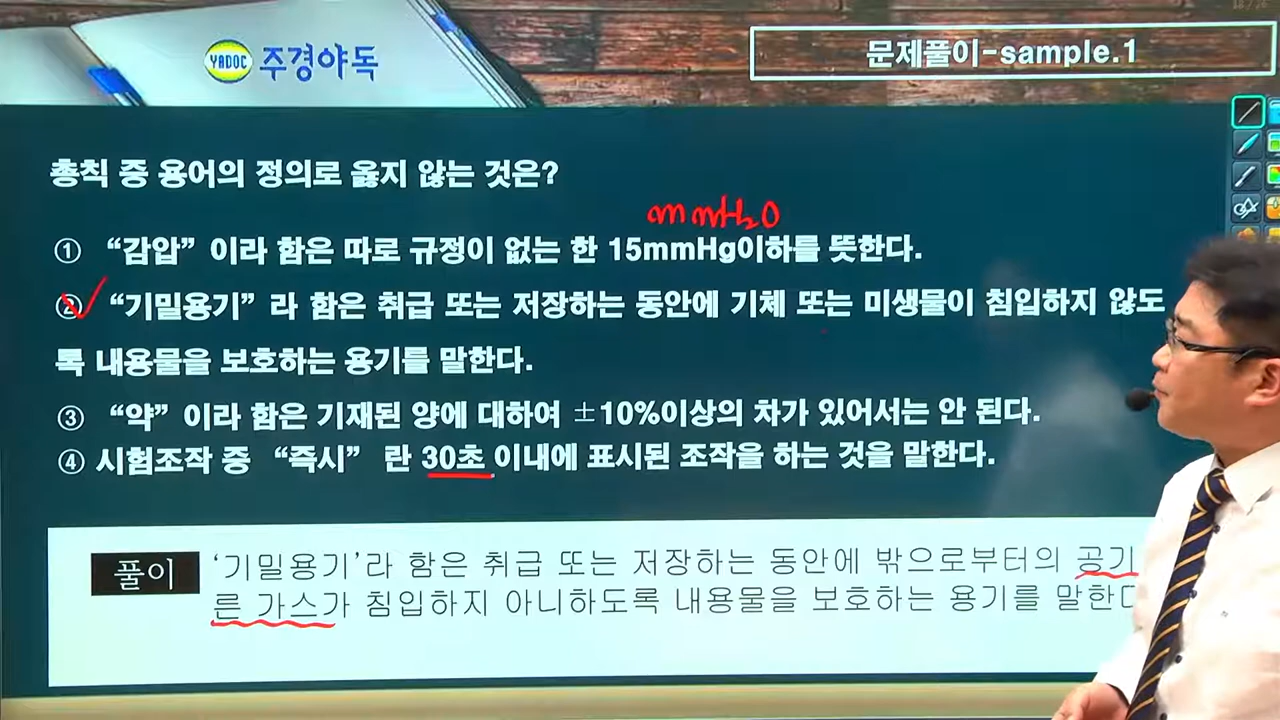 YADOC 주경야독
문제풀이-sample.1
총칙 중 용어의 정의로 옳지 않는 것은?
mmH₂O
① “감압” 이라 함은 따로 규정이 없는 한 15mmHg이하를 뜻한다.
② “기밀용기” 라 함은 취급 또는 저장하는 동안에 기체 또는 미생물이 침입하지 않도
록 내용물을 보호하는 용기를 말한다.
③ “약” 이라 함은 기재된 양에 대하여 ±10%이상의 차가 있어서는 안 된다.
④ 시험조작 중 “즉시” 란 30초 이내에 표시된 조작을 하는 것을 말한다.
풀이 ‘기밀용기’라 함은 취급 또는 저장하는 동안에 밖으로부터의 공기
른 가스가 침입하지 아니하도록 내용물을 보호하는 용기를 말한